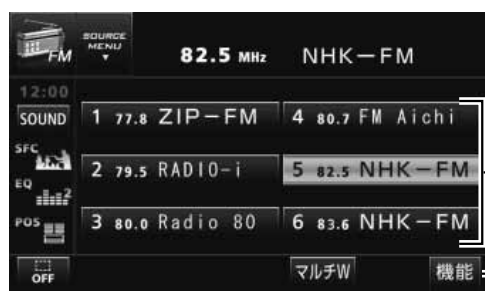 FM SOURCE MENU 82.5 MHz NHK－FM
12:00
SOUND 1 77.8 ZIP－FM 4 80.7 FM Aichi
SFC
2 79.5 RADIO-i 5 82.5 NHK－FM
EQ 2
POS 3 80.0 Radio 80 6 83.6 NHK－FM
OFF マルチW 機能